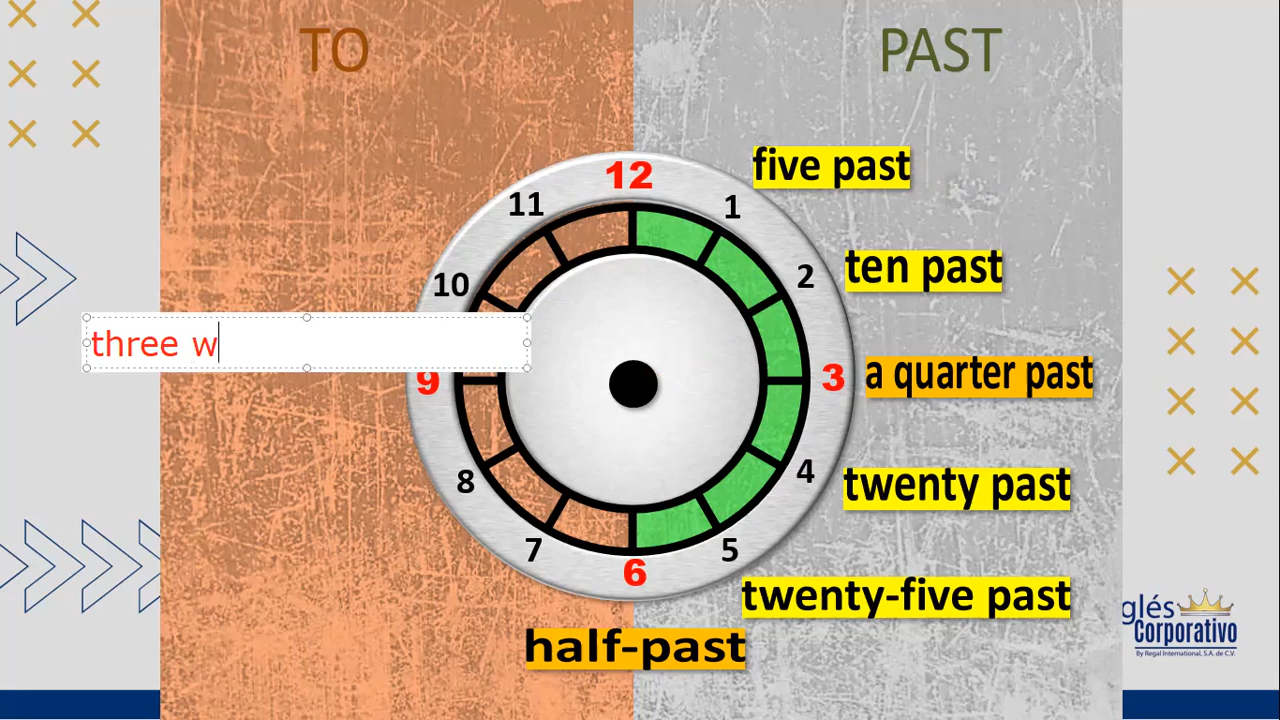 TO
PAST
12
five past
11
1
10
2
ten past
three w
9
3
a quarter past
8
4
twenty past
7
5
6
twenty-five past
half-past
glés
Corporativo
By Regal International, S.A. de C.V.